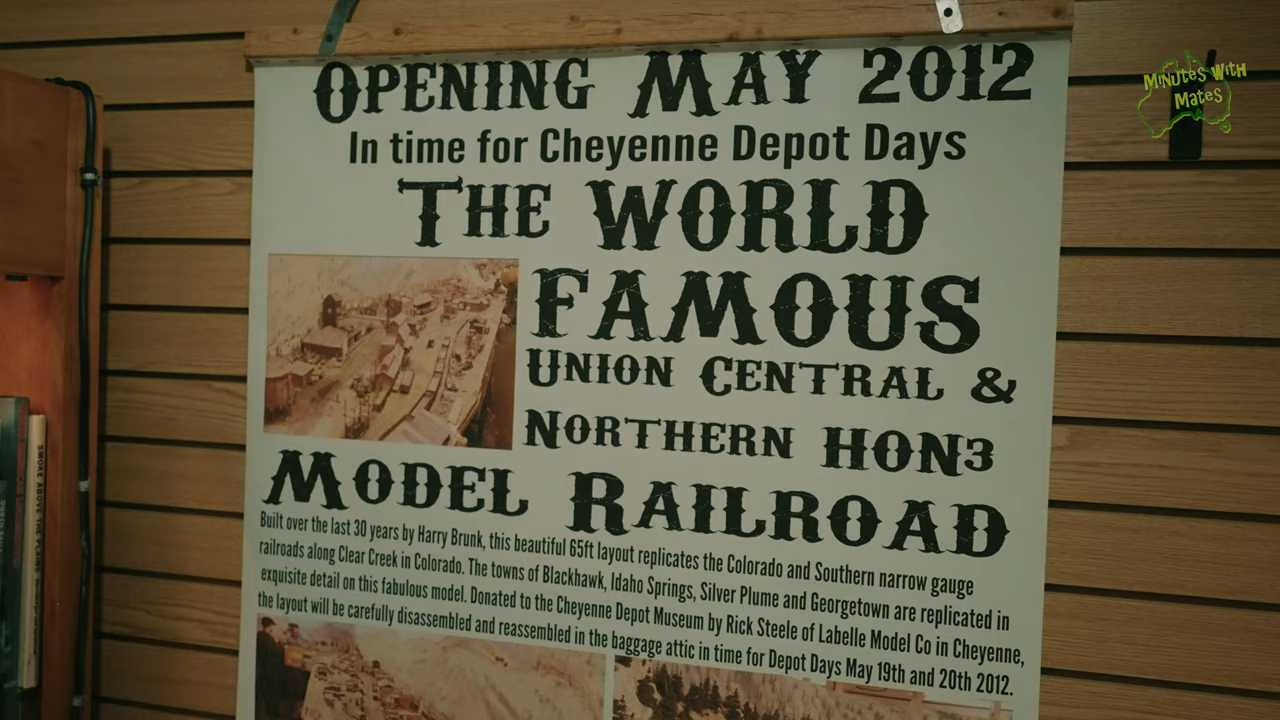 OPENING MAY 2012
In time for Cheyenne Depot Days
THE WORLD
FAMOUS
UNION CENTRAL &
NORTHERN HON3
MODEL RAILROAD
Built over the last 30 years by Harry Brunk, this beautiful 65ft layout replicates the Colorado and Southern narrow gauge
railroads along Clear Creek in Colorado. The towns of Blackhawk, Idaho Springs, Silver Plume and Georgetown are replicated in
exquisite detail on this fabulous model. Donated to the Cheyenne Depot Museum by Rick Steele of Labelle Model Co in Cheyenne,
the layout will be carefully disassembled and reassembled in the baggage attic in time for Depot Days May 19th and 20th 2012.
MINUTES WITH
MATES
SMOKE ABOVE THE PLAINS